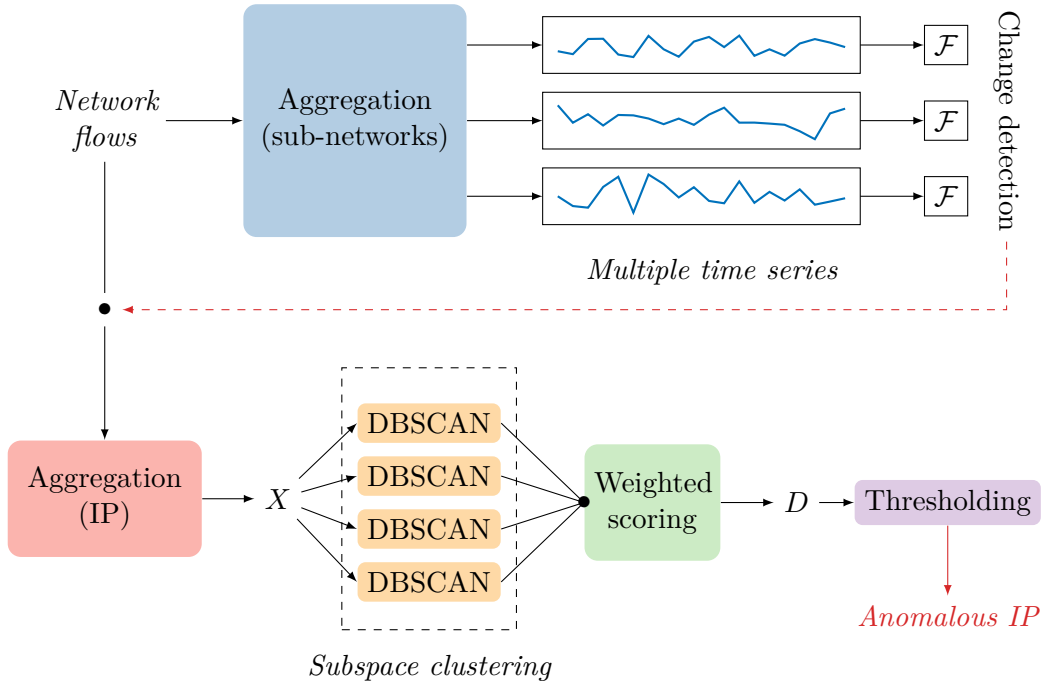 Network
flows
Aggregation
(sub-networks)
ℱ
ℱ
ℱ
Change detection
Multiple time series
Aggregation
(IP)
X
DBSCAN
DBSCAN
DBSCAN
DBSCAN
Subspace clustering
Weighted
scoring
D
Thresholding
Anomalous IP